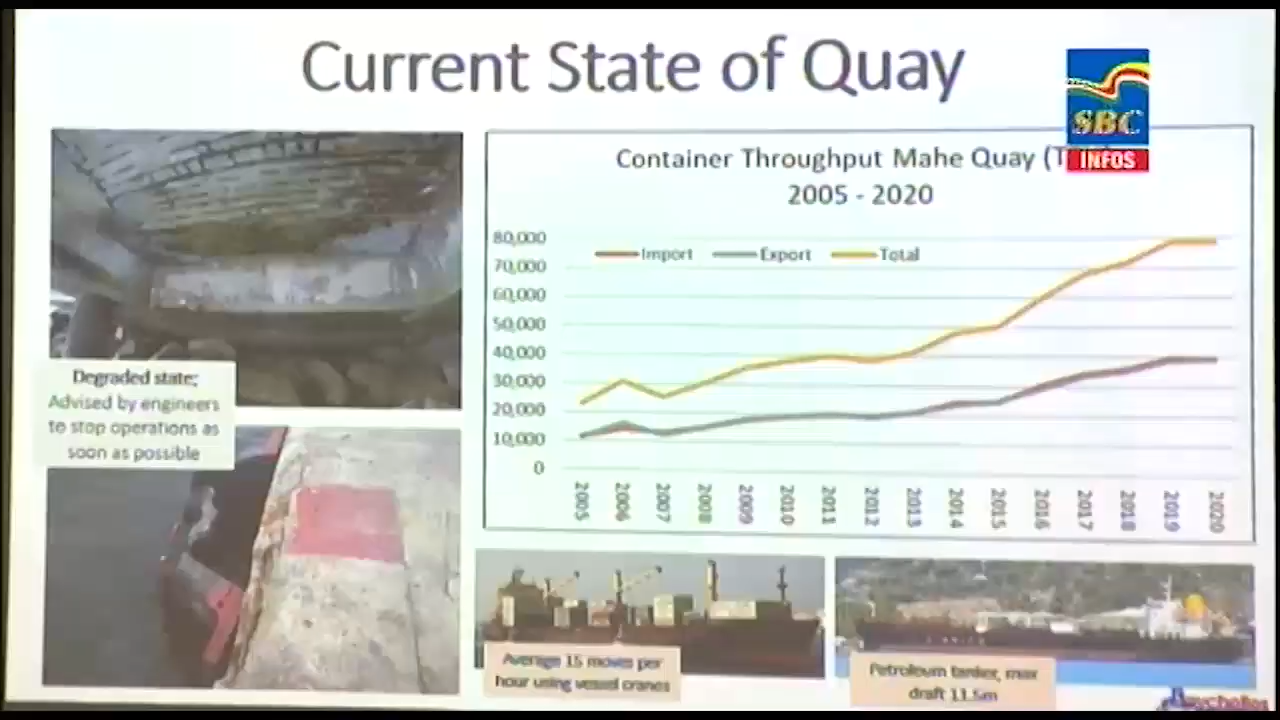 Current State of Quay
SBC
INFOS
Container Throughput Mahe Quay
2005 - 2020
80,000
70,000
60,000
50,000
40,000
30,000
20,000
10,000
0
Import Export Total
2005 2006 2007 2008 2009 2010 2011 2012 2013 2014 2015 2016 2017 2018 2019 2020
Degraded state;
Advised by engineers
to stop operations as
soon as possible
Average 15 moves per
hour using vessel cranes
Petroleum tanker, max
draft 11.5m